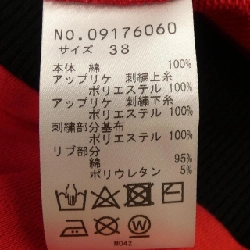 NO.09176060
サイズ 38
本体 綿 100%
アップリケ 刺繍上糸
ポリエステル 100%
アップリケ 刺繍下糸
ポリエステル 100%
刺繍部分基布
ポリエステル 100%
リブ部分
綿 95%
ポリウレタン 5%
W042